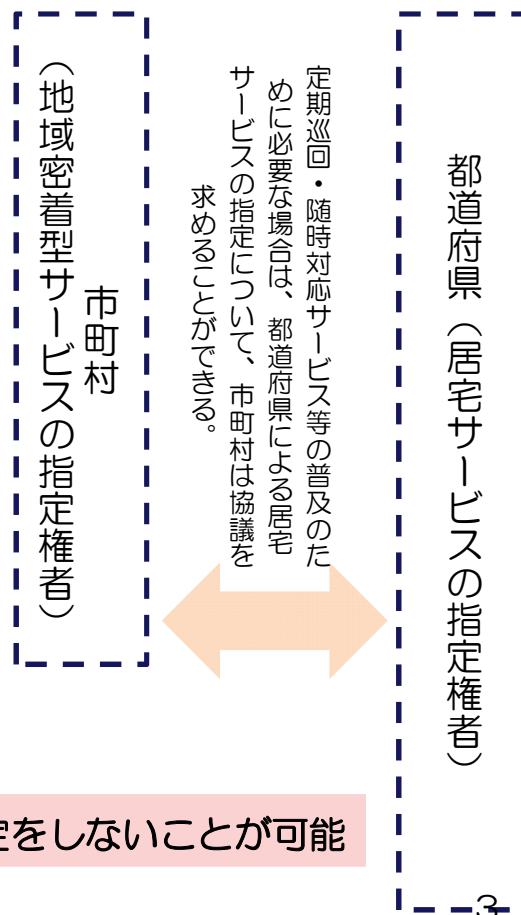 都道府県（居宅サービスの指定権者）
定期巡回・随時対応サービス等の普及のた
めに必要な場合は、都道府県による居宅
サービスの指定について、市町村は協議を
求めることができる。
市町村
（地域密着型サービスの指定権者）
定をしないことが可能
3